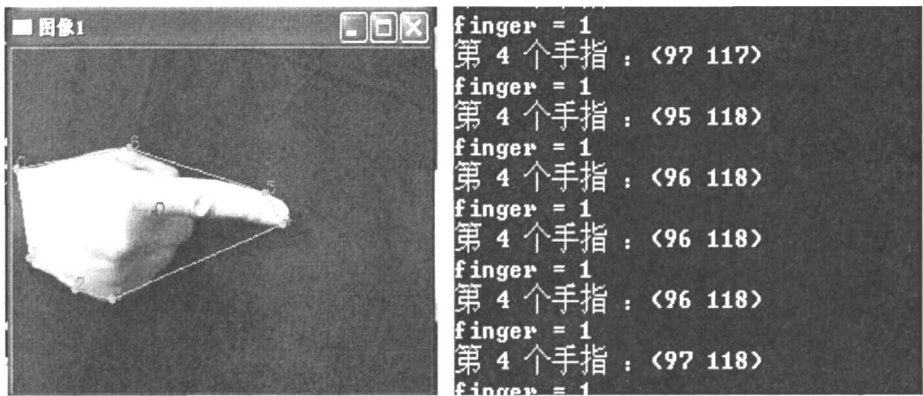 图像1
finger = 1
第 4 个手指 : (97 117)
finger = 1
第 4 个手指 : (95 118)
finger = 1
第 4 个手指 : (96 118)
finger = 1
第 4 个手指 : (96 118)
finger = 1
第 4 个手指 : (96 118)
finger = 1
第 4 个手指 : (97 118)
finger = 1